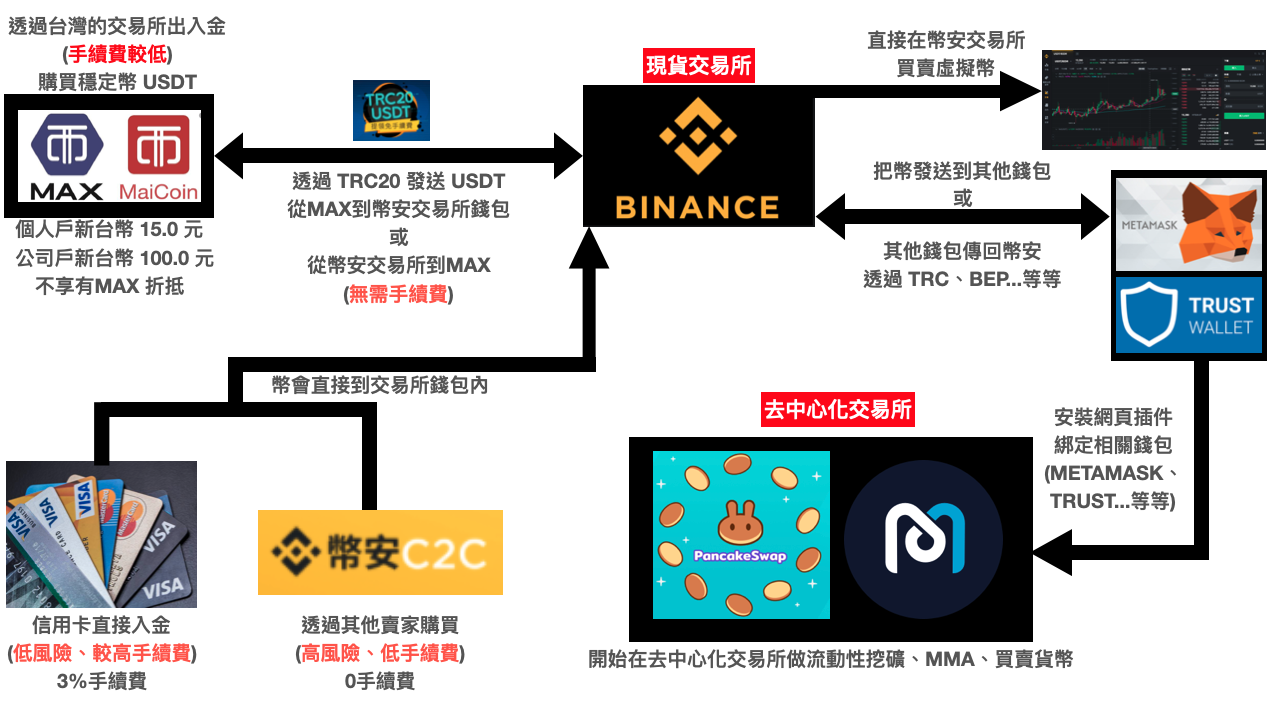 透過台灣的交易所出入金
(手續費較低)
購買穩定幣 USDT
MAX
MaiCoin
個人戶新台幣 15.0 元
公司戶新台幣 100.0 元
不享有MAX 折抵
TRC20
USDT
提領免手續費
透過 TRC20 發送 USDT
從MAX到幣安交易所錢包
或
從幣安交易所到MAX
(無需手續費)
現貨交易所
BINANCE
直接在幣安交易所
買賣虛擬幣
把幣發送到其他錢包
或
其他錢包傳回幣安
透過 TRC、BEP...等等
METAMASK
TRUST
WALLET
幣會直接到交易所錢包內
VISA
BUSINESS
VISA
MasterCard
MasterCard
VISA
VISA
信用卡直接入金
(低風險、較高手續費)
3%手續費
幣安C2C
透過其他賣家購買
(高風險、低手續費)
0手續費
去中心化交易所
PancakeSwap
安裝網頁插件
綁定相關錢包
(METAMASK、
TRUST...等等)
開始在去中心化交易所做流動性挖礦、MMA、買賣貨幣